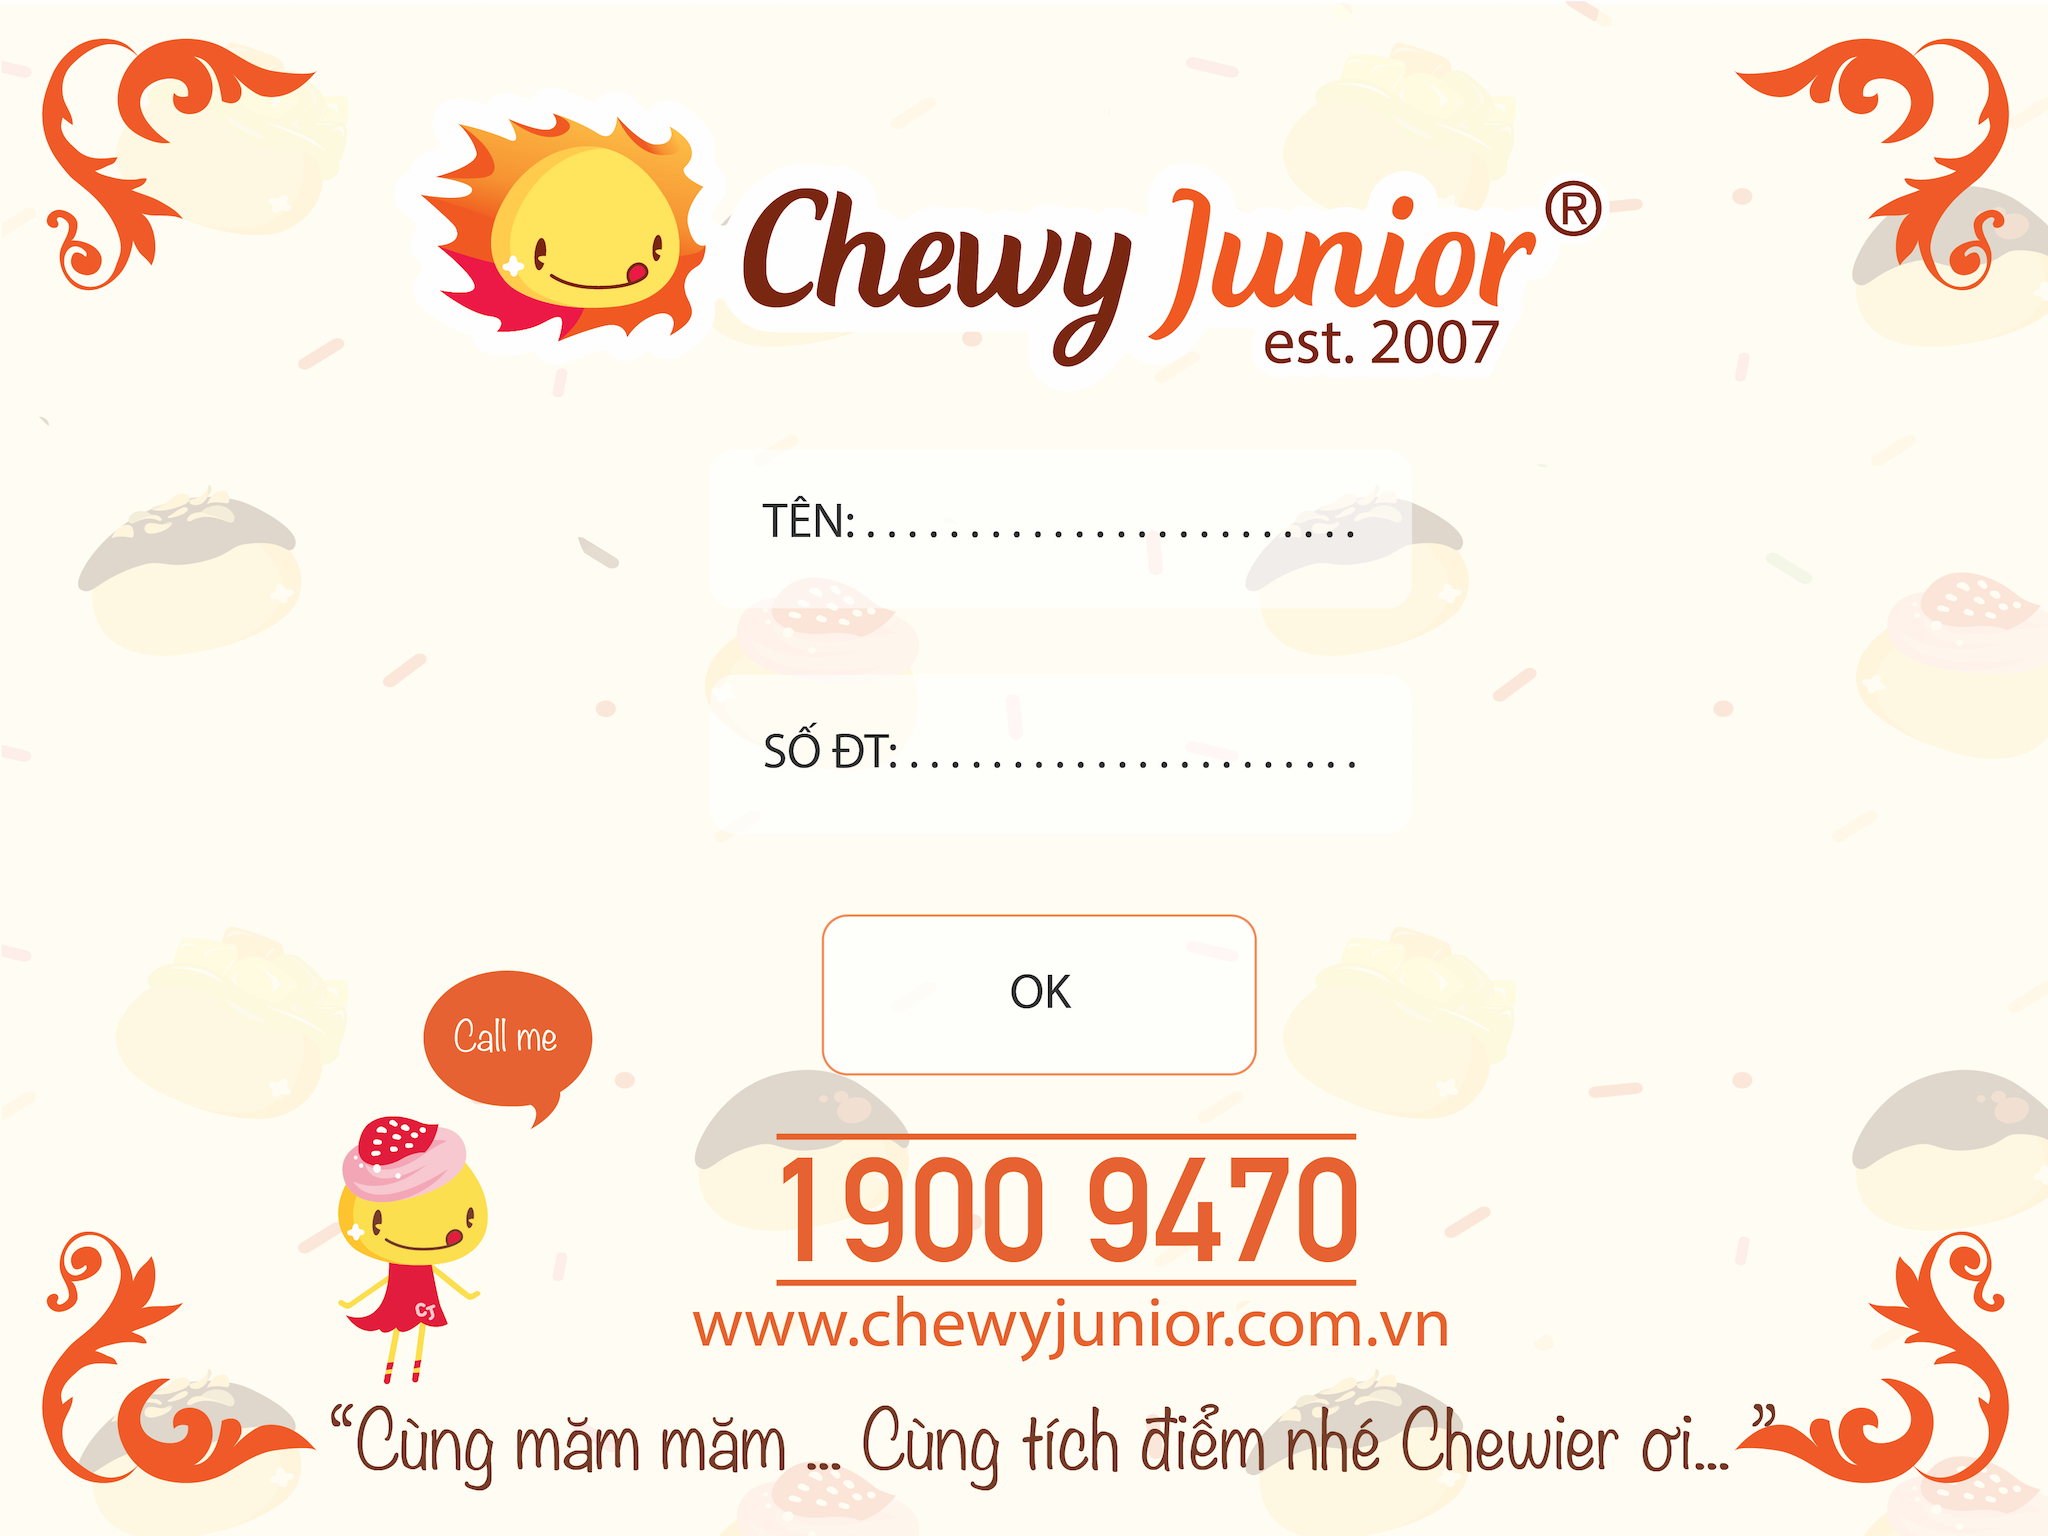 Chewy Junior®
est. 2007
TÊN: ........................
SỐ ĐT: ......................
OK
Call me
1900 9470
CJ
www.chewyjunior.com.vn
“Cùng măm măm ... Cùng tích điểm nhé Chewier ơi...”